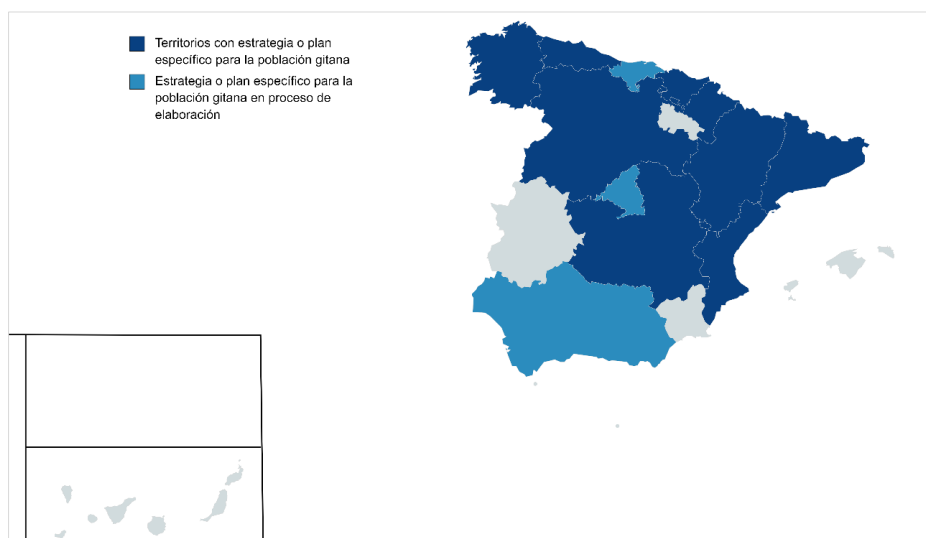 Territorios con estrategia o plan
específico para la población gitana
Estrategia o plan específico para la
población gitana en proceso de
elaboración